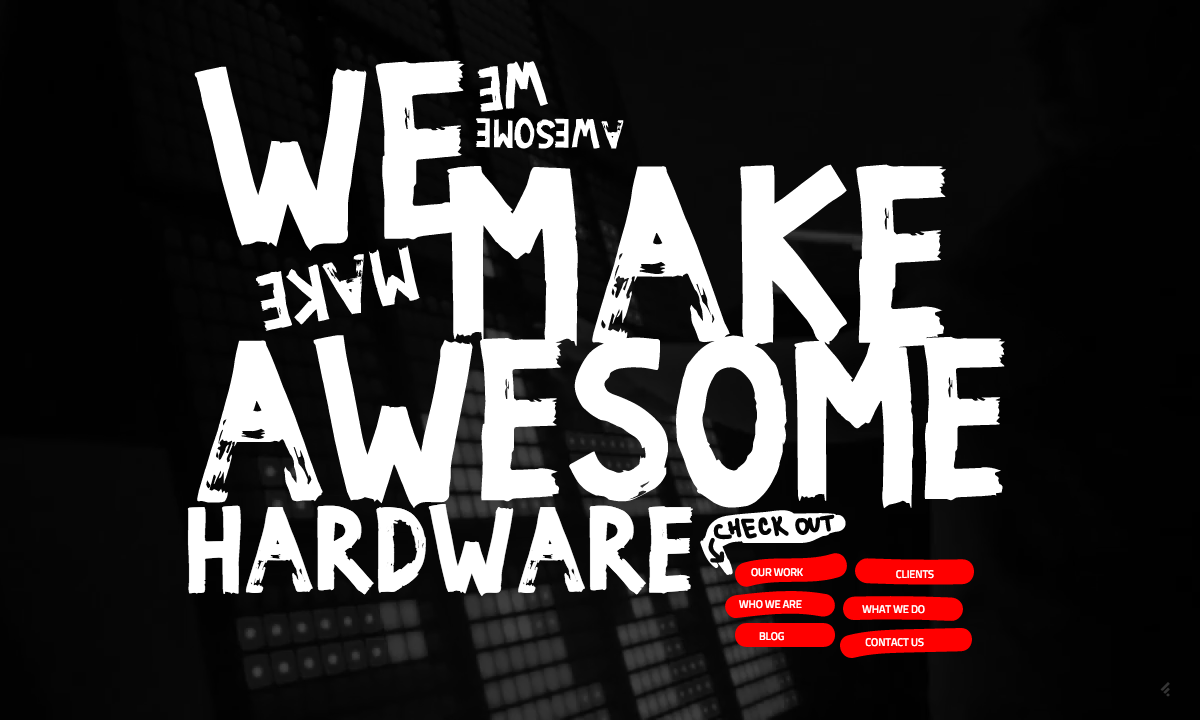 WE
WE
AWESOME
MAKE
MAKE
AWESOME
HARDWARE
CHECK OUT
OUR WORK
CLIENTS
WHO WE ARE
WHAT WE DO
BLOG
CONTACT US